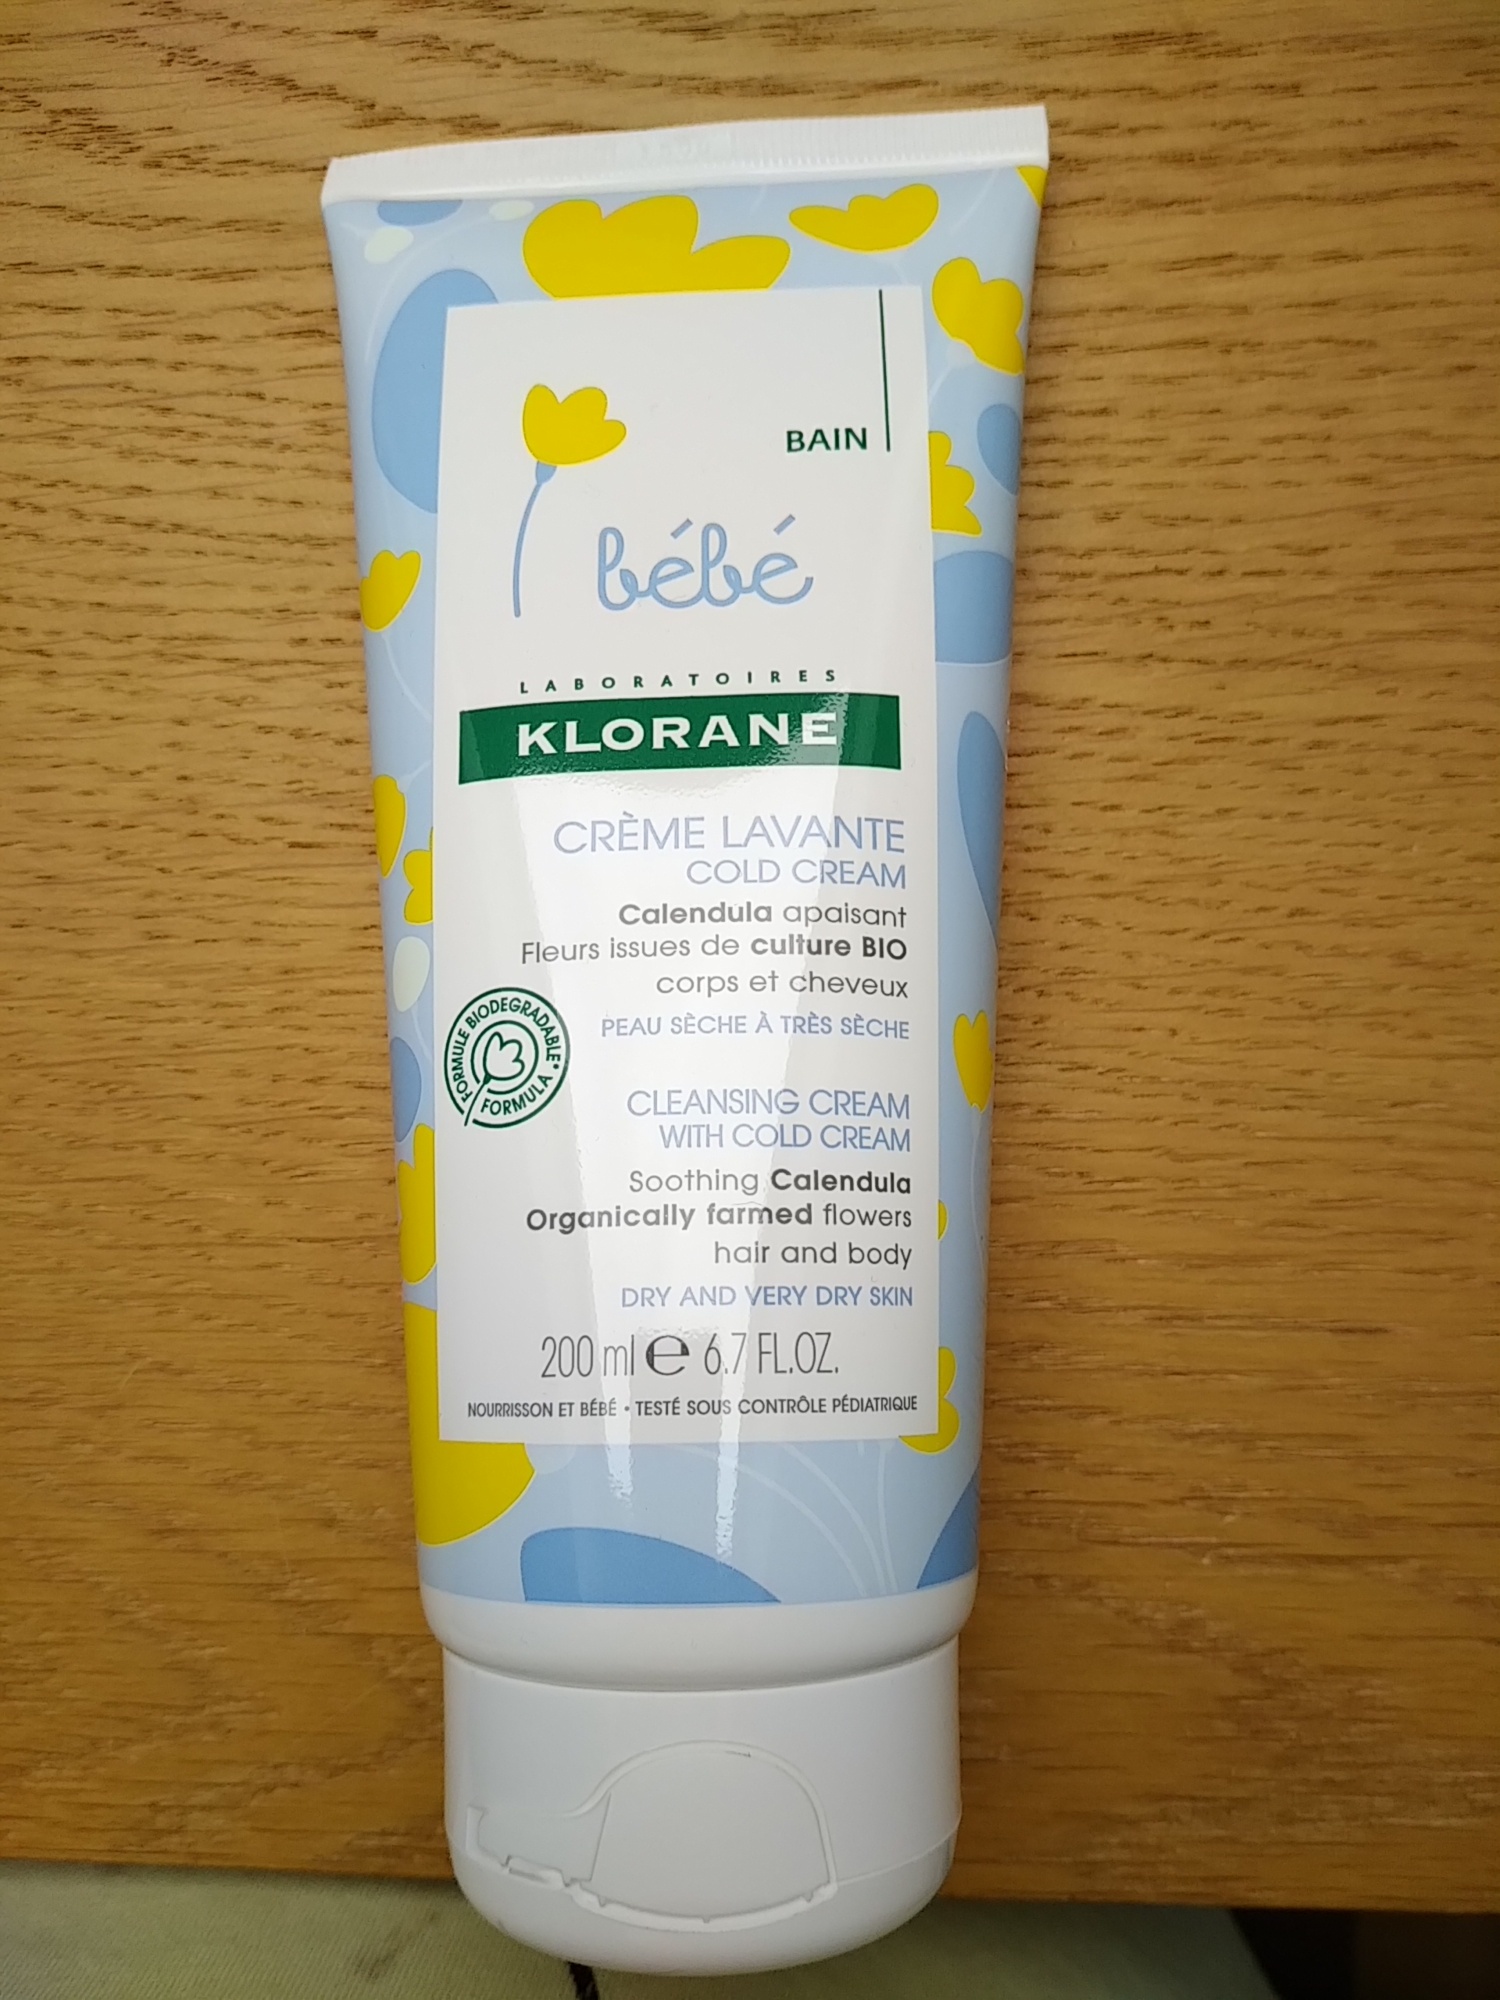 BAIN
bébé
LABORATOIRES
KLORANE
CRÈME LAVANTE
COLD CREAM
Calendula apaisant
Fleurs issues de culture BIO
corps et cheveux
PEAU SÈCHE À TRÈS SÈCHE
FORMULE BIODEGRADABLE • FORMULA
CLEANSING CREAM
WITH COLD CREAM
Soothing Calendula
Organically farmed flowers
hair and body
DRY AND VERY DRY SKIN
200 ml e 6.7 FL.OZ.
NOURRISSON ET BÉBÉ • TESTÉ SOUS CONTRÔLE PÉDIATRIQUE